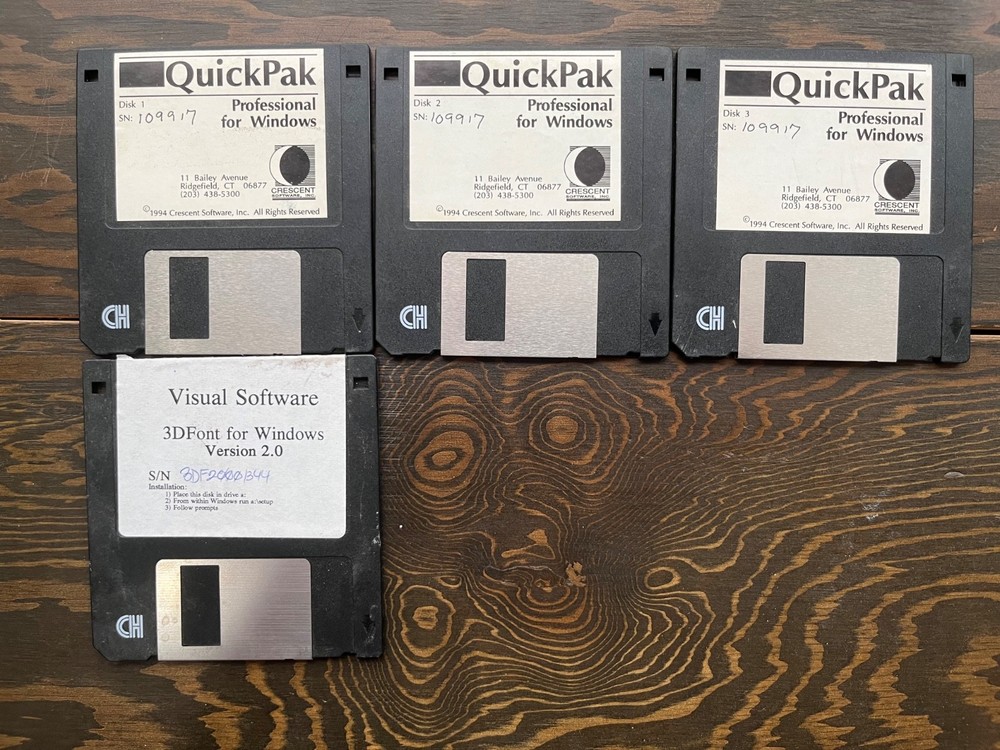 QuickPak
Disk 1
SN: 109917
Professional
for Windows
11 Bailey Avenue
Ridgefield, CT 06877
(203) 438-5300
CRESCENT
SOFTWARE, INC.
©1994 Crescent Software, Inc. All Rights Reserved
QuickPak
Disk 2
SN: 109917
Professional
for Windows
11 Bailey Avenue
Ridgefield, CT 06877
(203) 438-5300
CRESCENT
SOFTWARE, INC.
©1994 Crescent Software, Inc. All Rights Reserved
QuickPak
Disk 3
SN: 109917
Professional
for Windows
11 Bailey Avenue
Ridgefield, CT 06877
(203) 438-5300
CRESCENT
SOFTWARE, INC.
©1994 Crescent Software, Inc. All Rights Reserved
CH
CH
CH
Visual Software
3DFont for Windows
Version 2.0
S/N
Installation:
1) Place this disk in drive a:
2) From within Windows run a:\setup
3) Follow prompts
CH